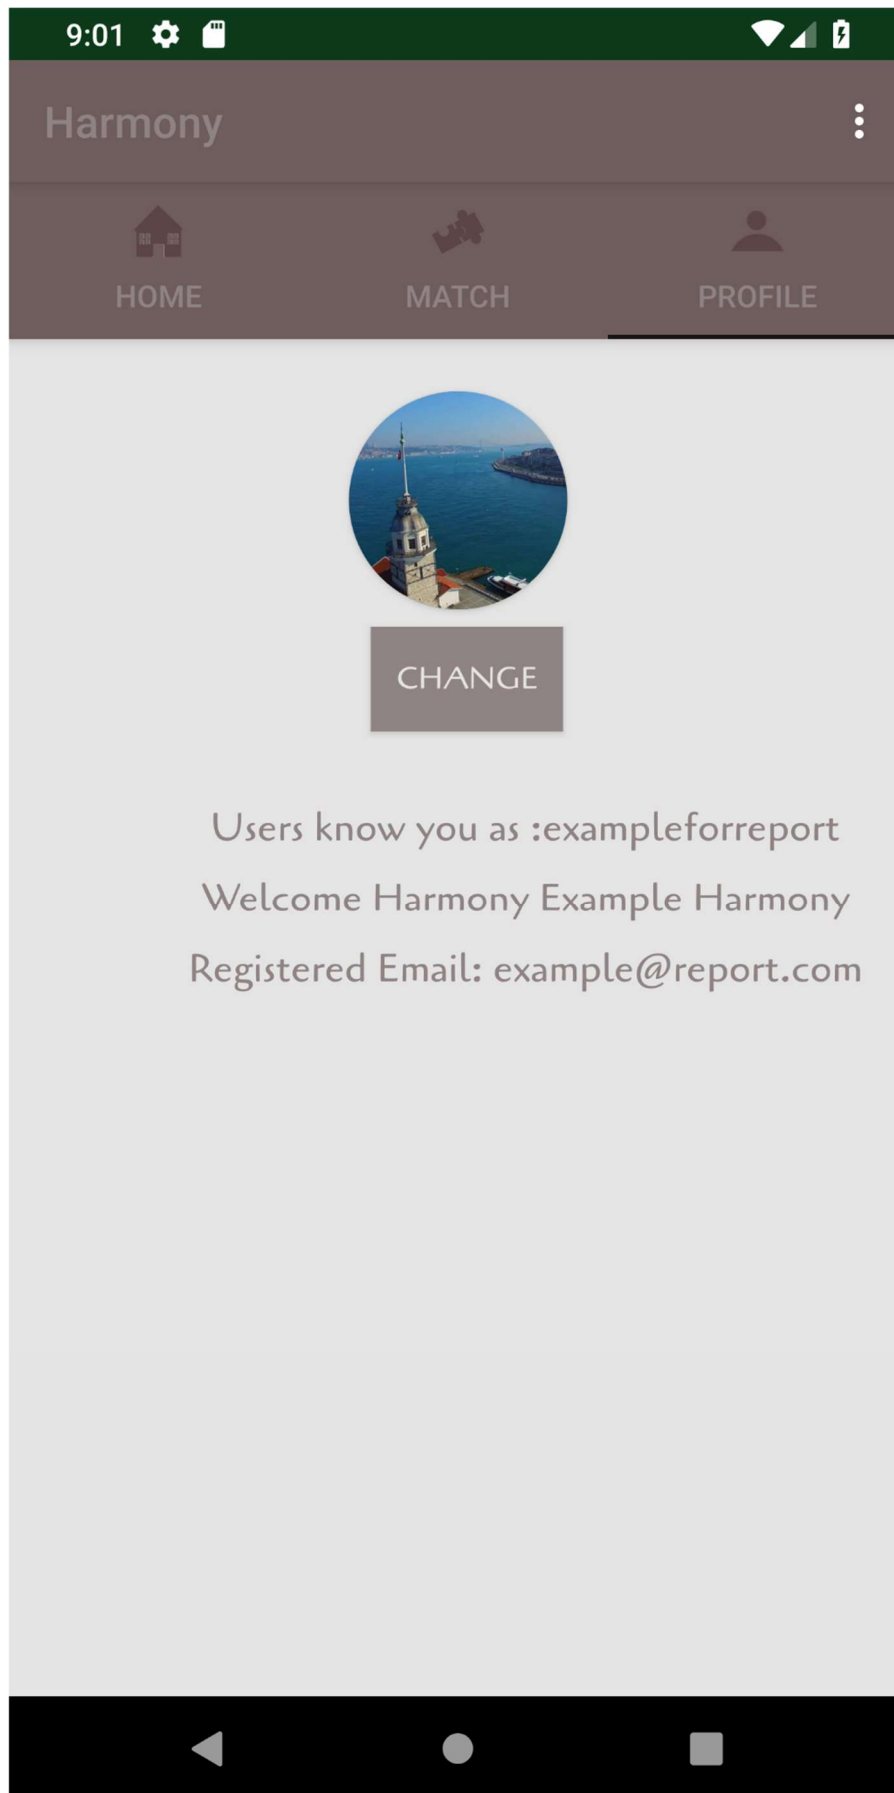 9:01
Harmony
HOME MATCH PROFILE
CHANGE
Users know you as :exampleforreport
Welcome Harmony Example Harmony
Registered Email: example@report.com